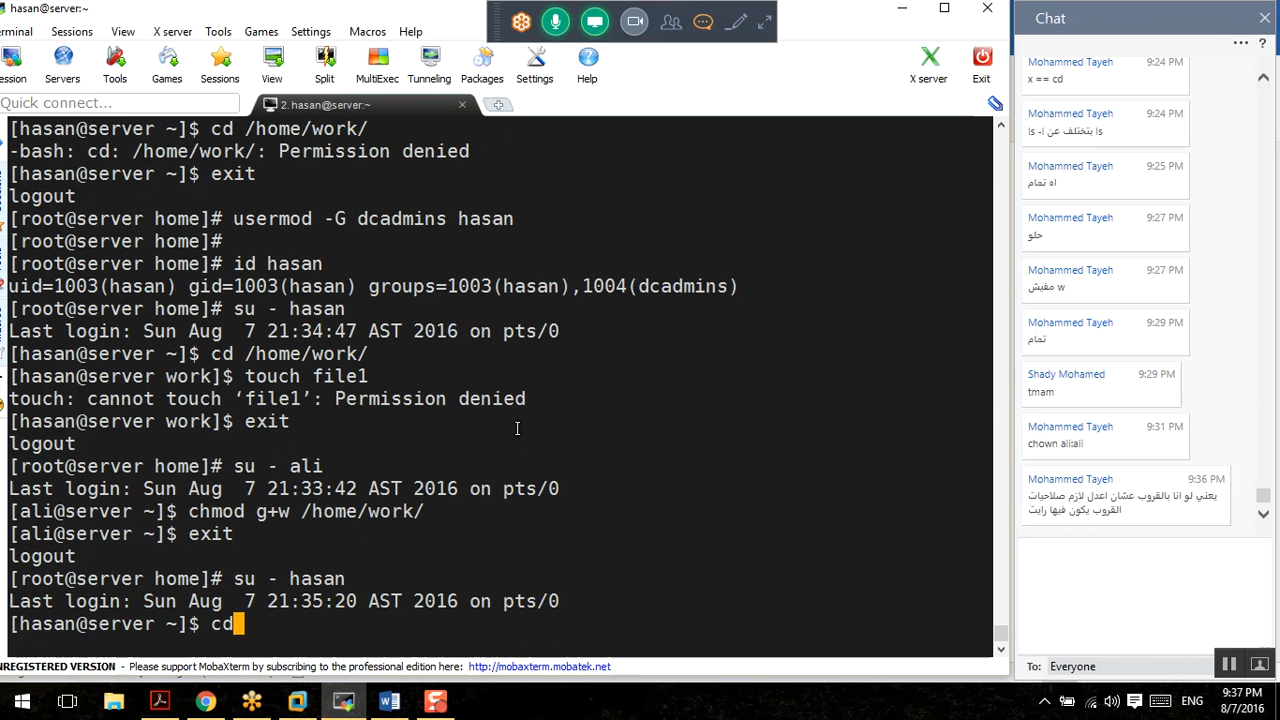 hasan@server:~
erminal
Sessions
View
X server
Tools
Games
Settings
Macros
Help
ession
Servers
Tools
Games
Sessions
View
Split
MultiExec
Tunneling
Packages
Settings
Help
X server
Exit
Quick connect...
2. hasan@server:~
[hasan@server ~]$ cd /home/work/
-bash: cd: /home/work/: Permission denied
[hasan@server ~]$ exit
logout
[root@server home]# usermod -G dcadmins hasan
[root@server home]#
[root@server home]# id hasan
uid=1003(hasan) gid=1003(hasan) groups=1003(hasan),1004(dcadmins)
[root@server home]# su - hasan
Last login: Sun Aug  7 21:34:47 AST 2016 on pts/0
[hasan@server ~]$ cd /home/work/
[hasan@server work]$ touch file1
touch: cannot touch ‘file1’: Permission denied
[hasan@server work]$ exit
logout
[root@server home]# su - ali
Last login: Sun Aug  7 21:33:42 AST 2016 on pts/0
[ali@server ~]$ chmod g+w /home/work/
[ali@server ~]$ exit
logout
[root@server home]# su - hasan
Last login: Sun Aug  7 21:35:20 AST 2016 on pts/0
[hasan@server ~]$ cd
NREGISTERED VERSION - Please support MobaXterm by subscribing to the professional edition here: http://mobaxterm.mobatek.net
Chat
Mohammed Tayeh 9:24 PM
x == cd
Mohammed Tayeh 9:24 PM
ls بتختلف عن l- ls
Mohammed Tayeh 9:25 PM
اه تمام
Mohammed Tayeh 9:27 PM
حلو
Mohammed Tayeh 9:27 PM
مفيش w
Mohammed Tayeh 9:29 PM
تمام
Shady Mohamed 9:29 PM
tmam
Mohammed Tayeh 9:31 PM
chown ali:ali
Mohammed Tayeh 9:36 PM
يعني لو انا بالقروب عشان اعدل لازم صلاحيات
القروب يكون فيها رايت
To: Everyone
ENG
9:37 PM
8/7/2016